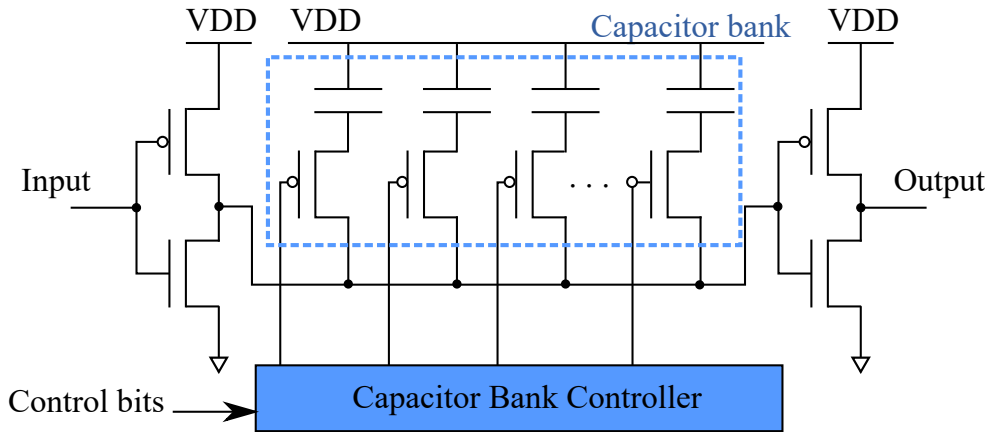 VDD
VDD
Capacitor bank
VDD
Input
. . .
Output
Control bits
Capacitor Bank Controller